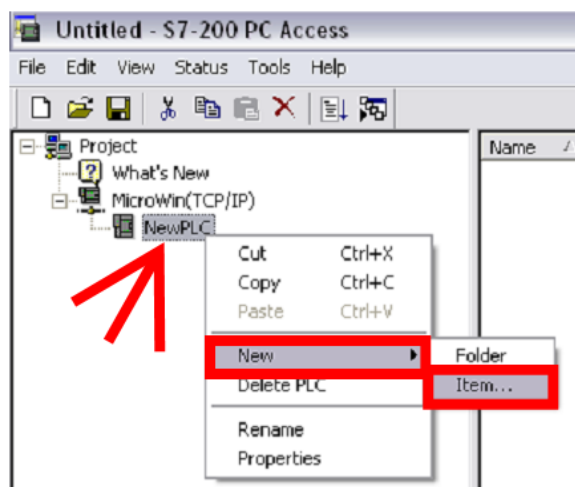 Untitled - S7-200 PC Access
File Edit View Status Tools Help
Project
Name
What's New
MicroWin(TCP/IP)
NewPLC
Cut Ctrl+X
Copy Ctrl+C
Paste Ctrl+V
New
Folder
Delete PLC
Item...
Rename
Properties